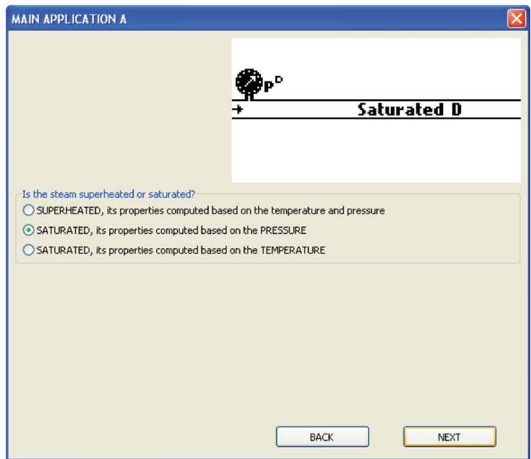 MAIN APPLICATION A
pD
Saturated D
Is the steam superheated or saturated?
SUPERHEATED, its properties computed based on the temperature and pressure
SATURATED, its properties computed based on the PRESSURE
SATURATED, its properties computed based on the TEMPERATURE
BACK
NEXT